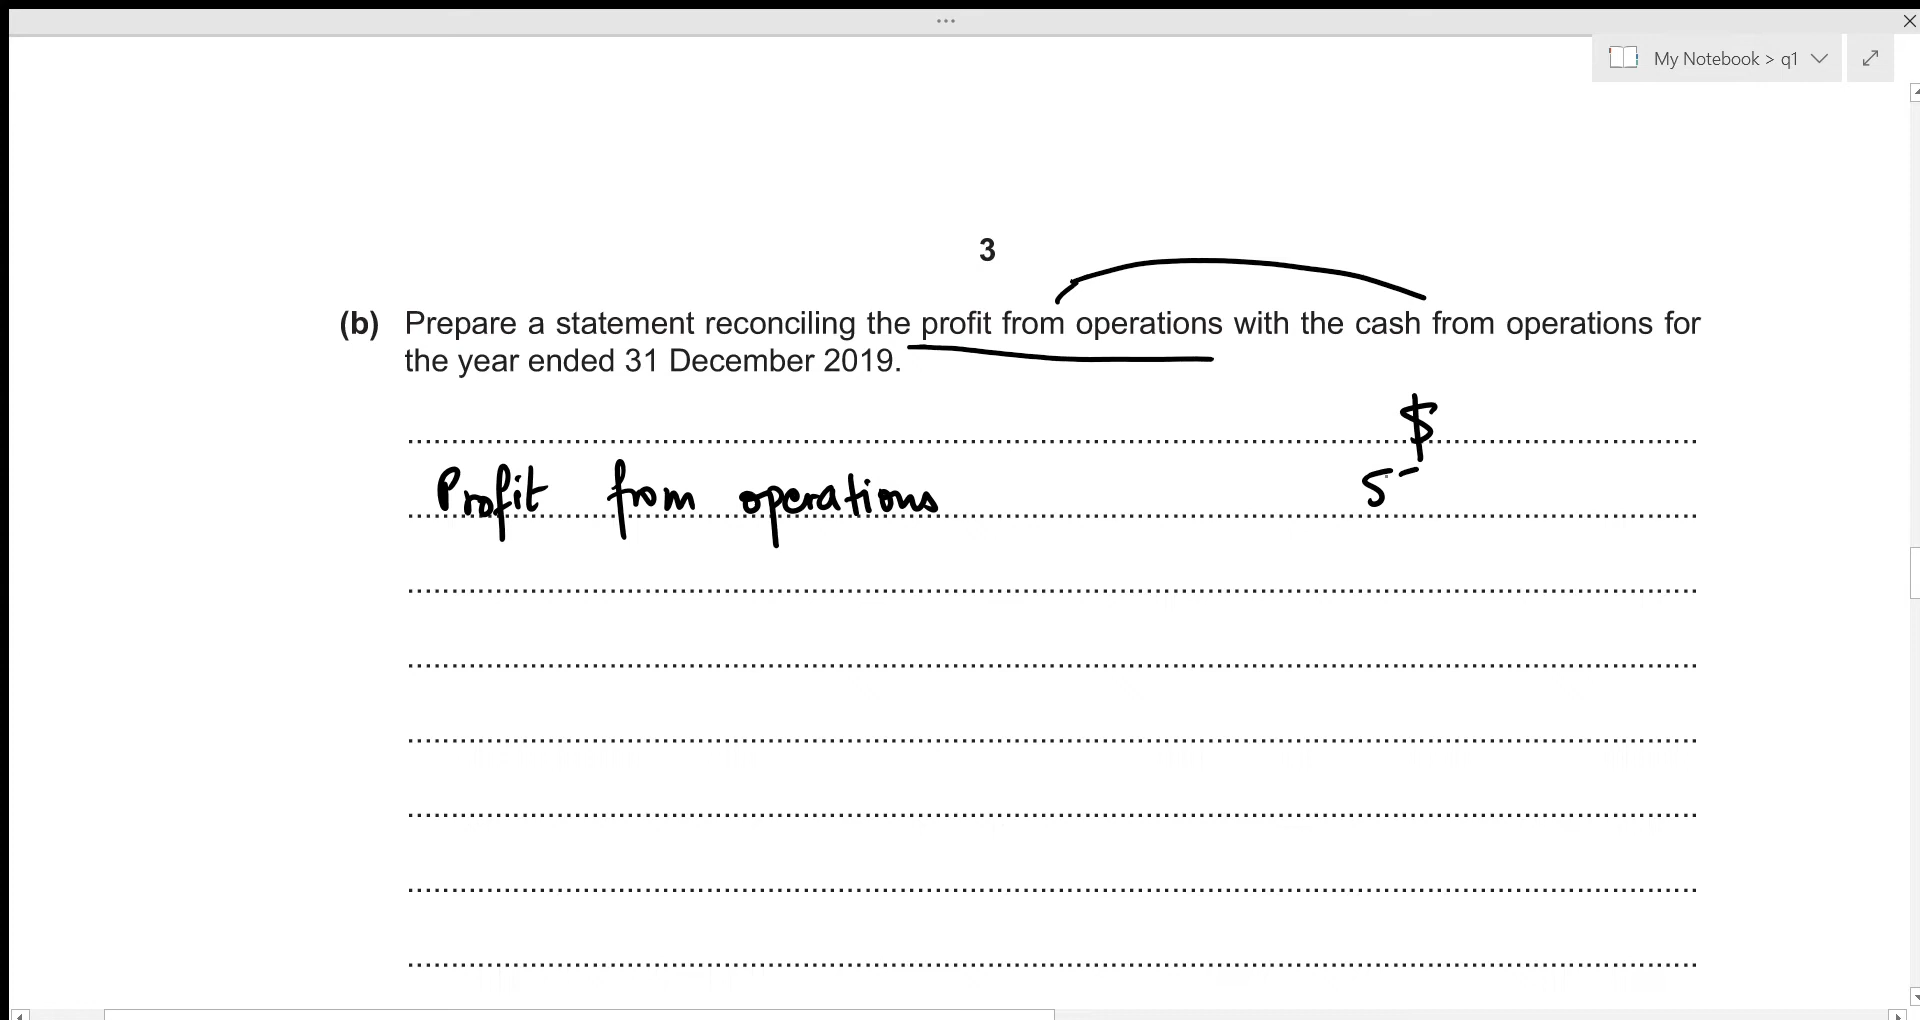 My Notebook > q1
3
(b) Prepare a statement reconciling the profit from operations with the cash from operations for
the year ended 31 December 2019.
$
Profit from operations 5